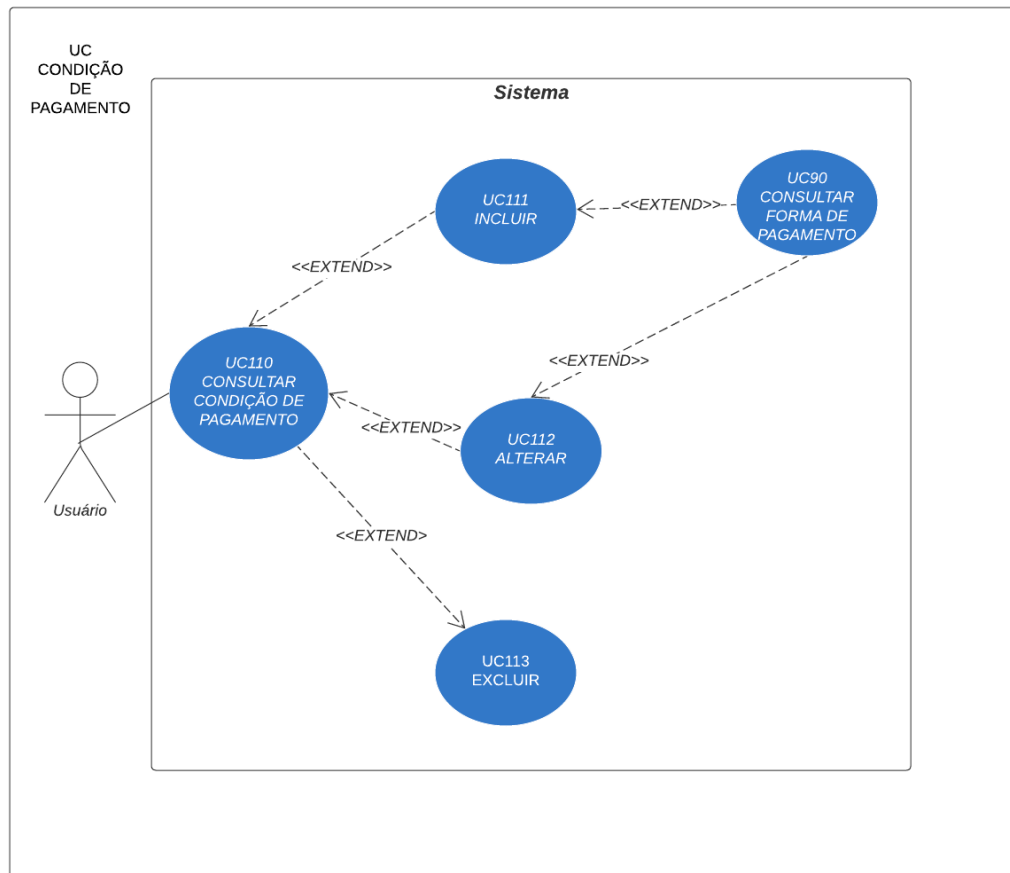 UC
CONDIÇÃO
DE
PAGAMENTO
Sistema
UC111
INCLUIR
<<EXTEND>>
UC90
CONSULTAR
FORMA DE
PAGAMENTO
<<EXTEND>>
<<EXTEND>>
UC110
CONSULTAR
CONDIÇÃO DE
PAGAMENTO
<<EXTEND>>
UC112
ALTERAR
Usuário
<<EXTEND>
UC113
EXCLUIR